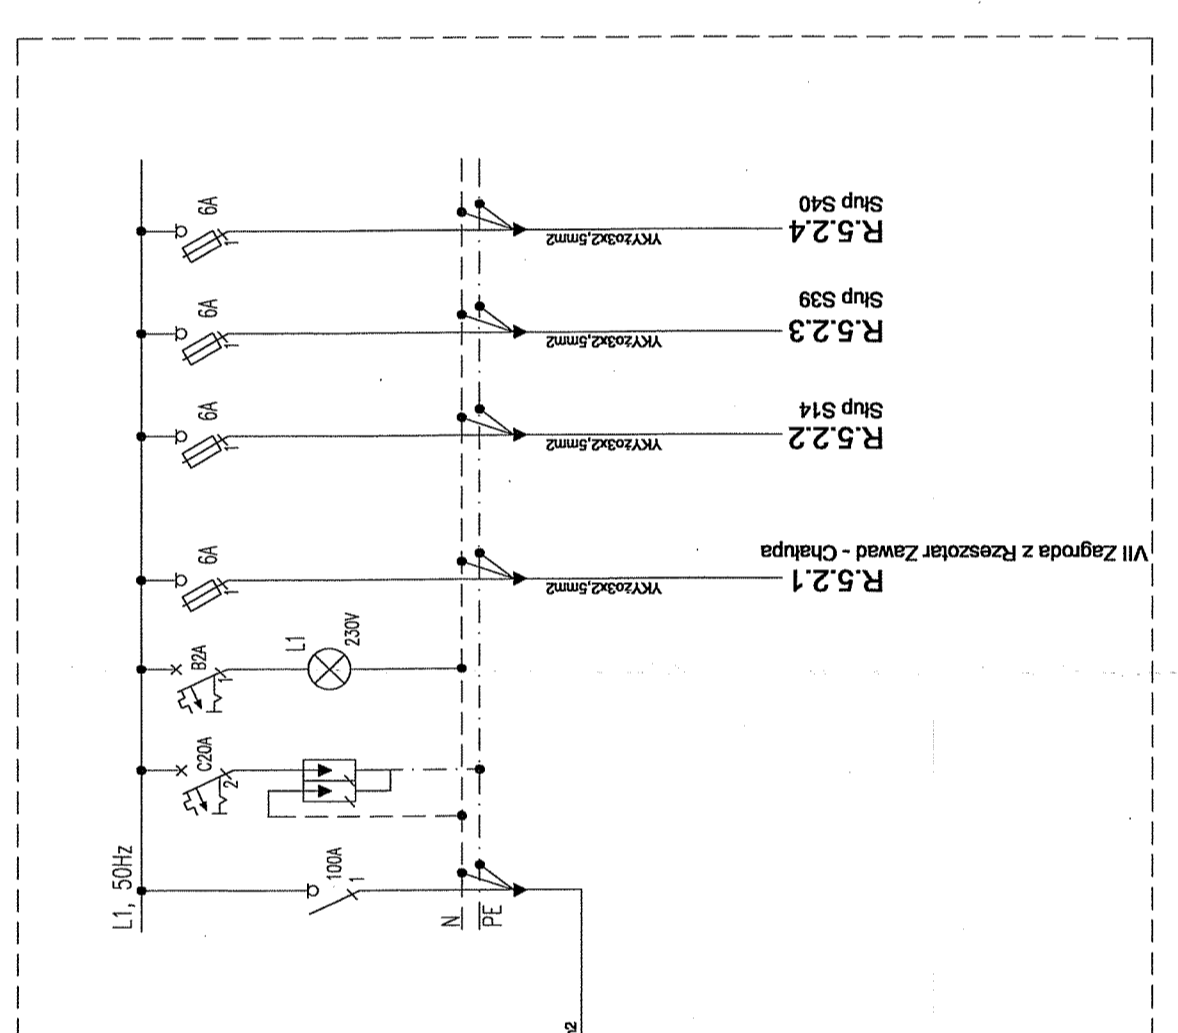 Słup S40
R.5.2.4
YKYżo3x2,5mm2
6A
1
Słup S39
R.5.2.3
YKYżo3x2,5mm2
6A
1
Słup S14
R.5.2.2
YKYżo3x2,5mm2
6A
1
VII Zagroda z Rzeszotar Zawad - Chałupa
R.5.2.1
YKYżo3x2,5mm2
6A
1
B2A
1
L1
230V
C20A
2
L1, 50Hz
100A
1
N
PE